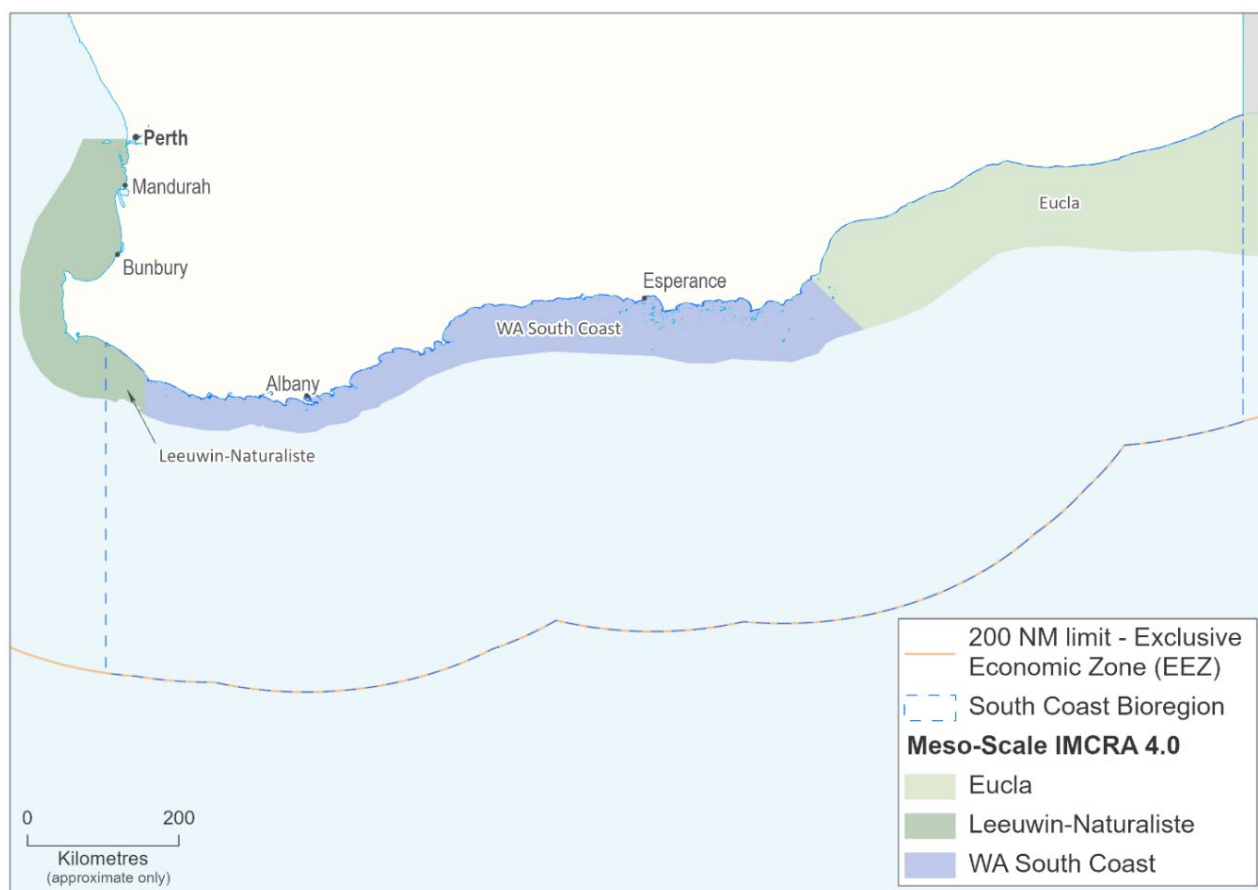 Perth
Mandurah
Bunbury
Eucla
Esperance
WA South Coast
Albany
Leeuwin-Naturaliste
200 NM limit - Exclusive
Economic Zone (EEZ)
South Coast Bioregion
Meso-Scale IMCRA 4.0
Eucla
Leeuwin-Naturaliste
WA South Coast
0 200
Kilometres
(approximate only)